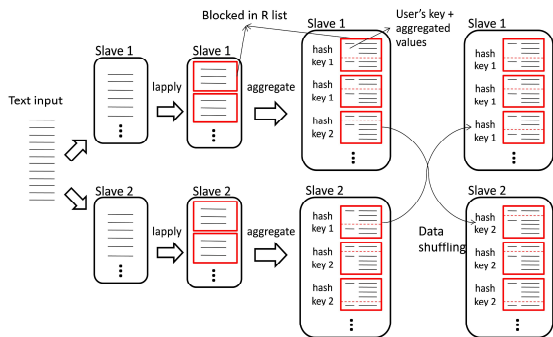 Blocked in R list
User's key +
aggregated
values
Slave 1
Slave 1
Slave 1
Slave 1
Text input
lapply
aggregate
hash
key 1
hash
key 1
hash
key 2
hash
key 1
hash
key 1
hash
key 1
Slave 2
Slave 2
Slave 2
Slave 2
lapply
aggregate
hash
key 1
hash
key 2
hash
key 2
Data
shuffling
hash
key 2
hash
key 2
hash
key 2